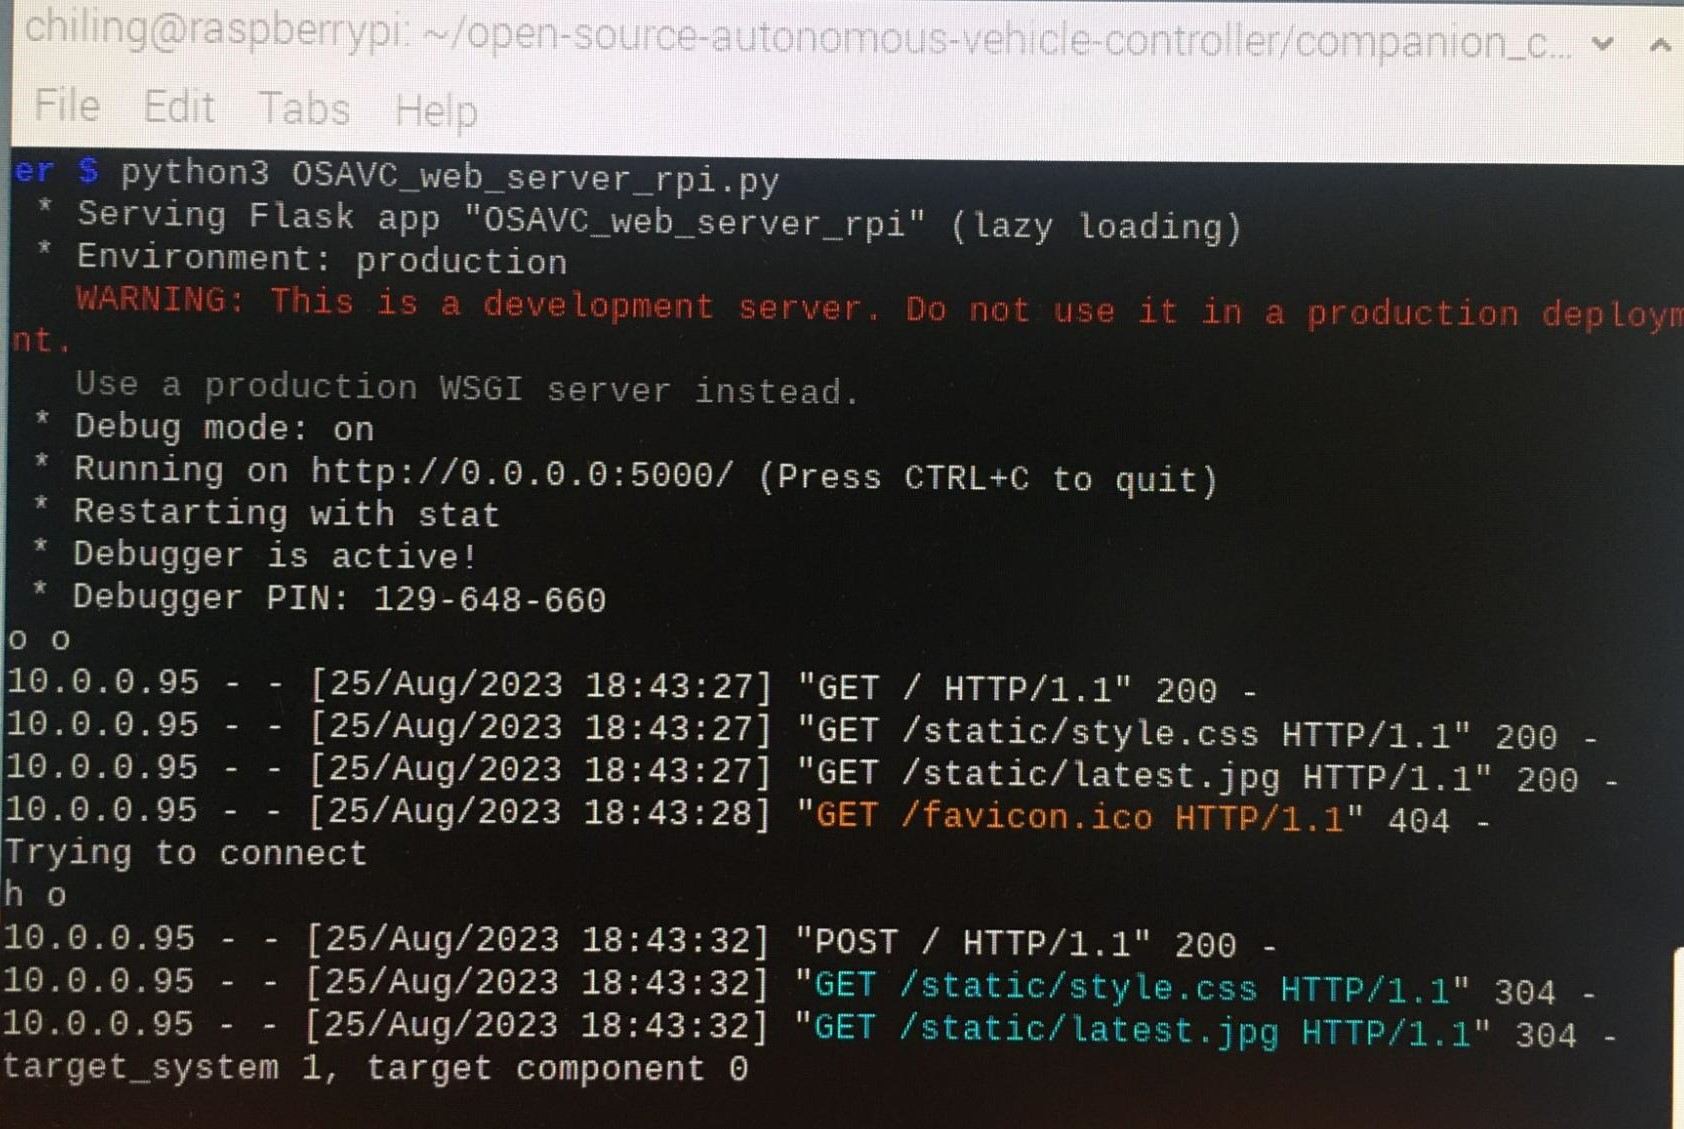 chiling@raspberrypi: ~/open-source-autonomous-vehicle-controller/companion_c...
File Edit Tabs Help
er $ python3 OSAVC_web_server_rpi.py
* Serving Flask app "OSAVC_web_server_rpi" (lazy loading)
* Environment: production
WARNING: This is a development server. Do not use it in a production deploym
nt.
Use a production WSGI server instead.
* Debug mode: on
* Running on http://0.0.0.0:5000/ (Press CTRL+C to quit)
* Restarting with stat
* Debugger is active!
* Debugger PIN: 129-648-660
o o
10.0.0.95 - - [25/Aug/2023 18:43:27] "GET / HTTP/1.1" 200 -
10.0.0.95 - - [25/Aug/2023 18:43:27] "GET /static/style.css HTTP/1.1" 200 -
10.0.0.95 - - [25/Aug/2023 18:43:27] "GET /static/latest.jpg HTTP/1.1" 200 -
10.0.0.95 - - [25/Aug/2023 18:43:28] "GET /favicon.ico HTTP/1.1" 404 -
Trying to connect
h o
10.0.0.95 - - [25/Aug/2023 18:43:32] "POST / HTTP/1.1" 200 -
10.0.0.95 - - [25/Aug/2023 18:43:32] "GET /static/style.css HTTP/1.1" 304 -
10.0.0.95 - - [25/Aug/2023 18:43:32] "GET /static/latest.jpg HTTP/1.1" 304 -
target_system 1, target component 0